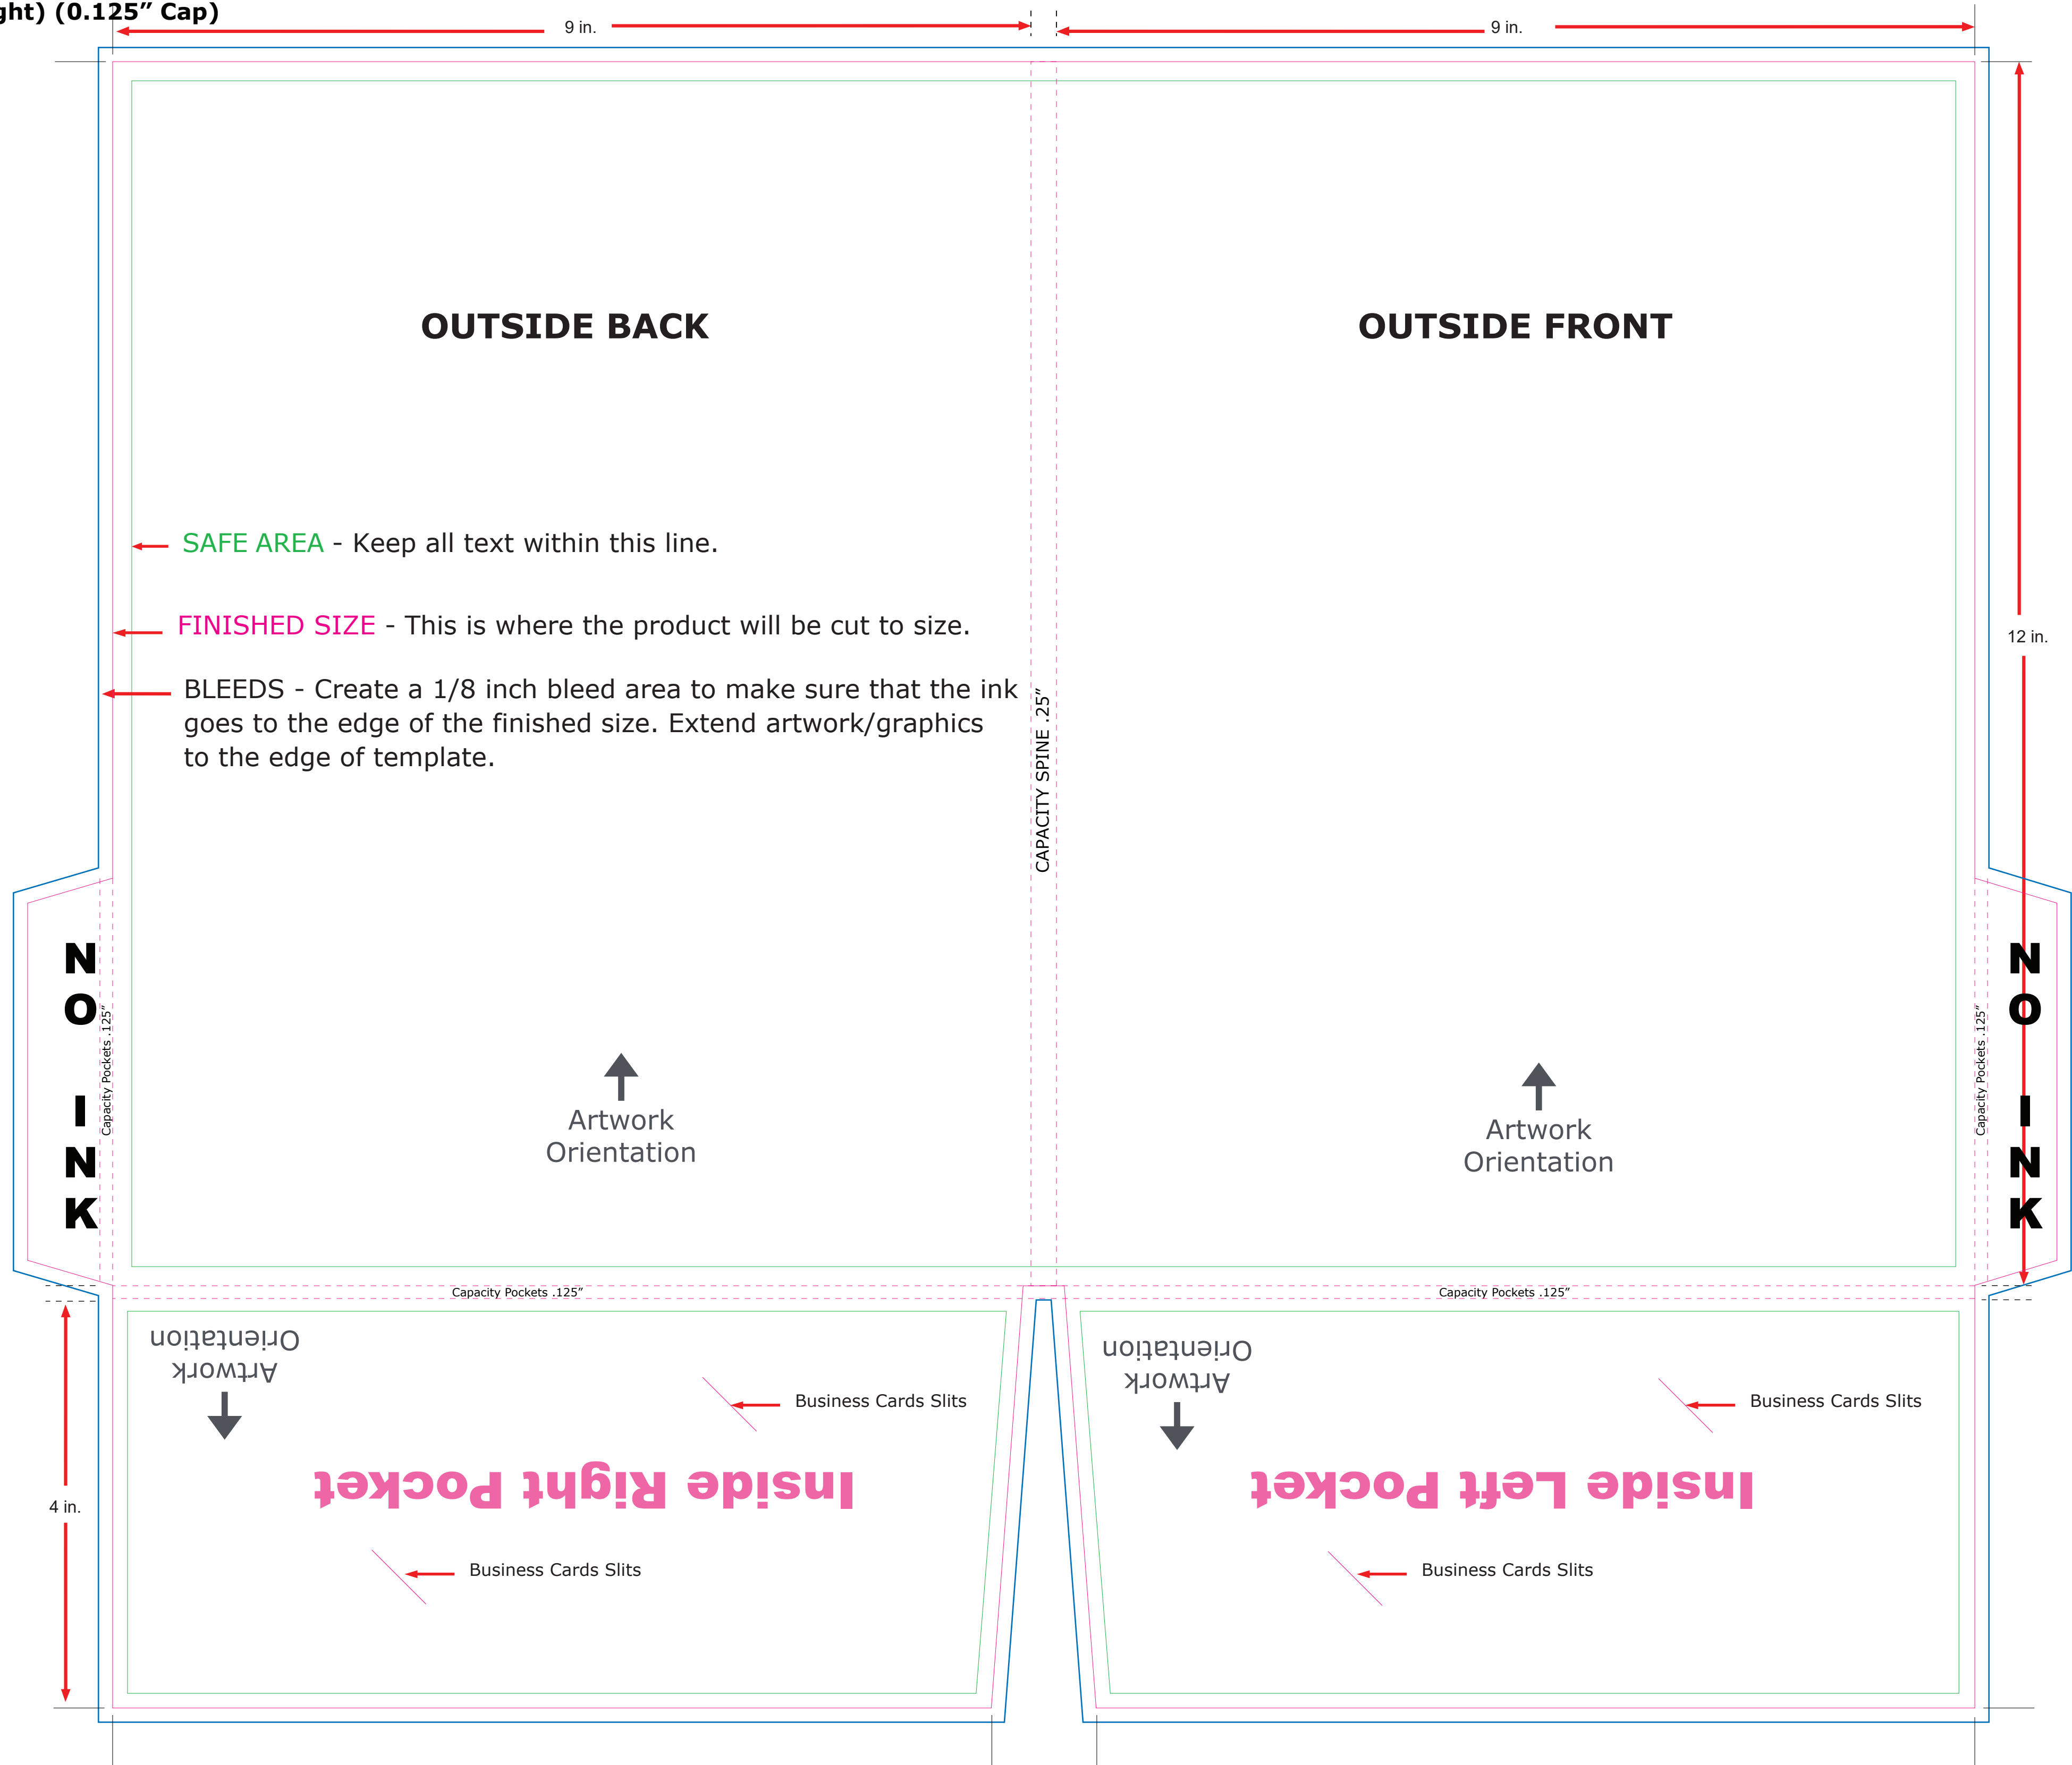 ght) (0.125” Cap)
9 in.
9 in.
OUTSIDE BACK
OUTSIDE FRONT
SAFE AREA - Keep all text within this line.
FINISHED SIZE - This is where the product will be cut to size.
12 in.
BLEEDS - Create a 1/8 inch bleed area to make sure that the ink
goes to the edge of the finished size. Extend artwork/graphics
to the edge of template.
CAPACITY SPINE .25”
NO INK
Capacity Pockets .125”
Artwork
Orientation
Artwork
Orientation
Capacity Pockets .125”
NO INK
Capacity Pockets .125”
Capacity Pockets .125”
Artwork
Orientation
Artwork
Orientation
Business Cards Slits
Business Cards Slits
Inside Right Pocket
Inside Left Pocket
4 in.
Business Cards Slits
Business Cards Slits